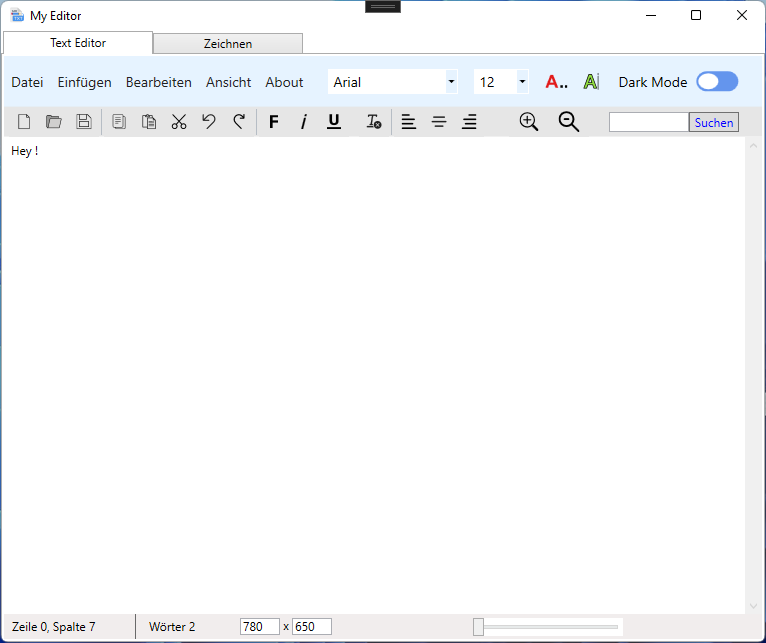 My Editor
Text Editor Zeichnen
Datei Einfügen Bearbeiten Ansicht About Arial 12 A.. A Dark Mode
F i U I Suchen
Hey !
Zeile 0, Spalte 7 Wörter 2 780 x 650